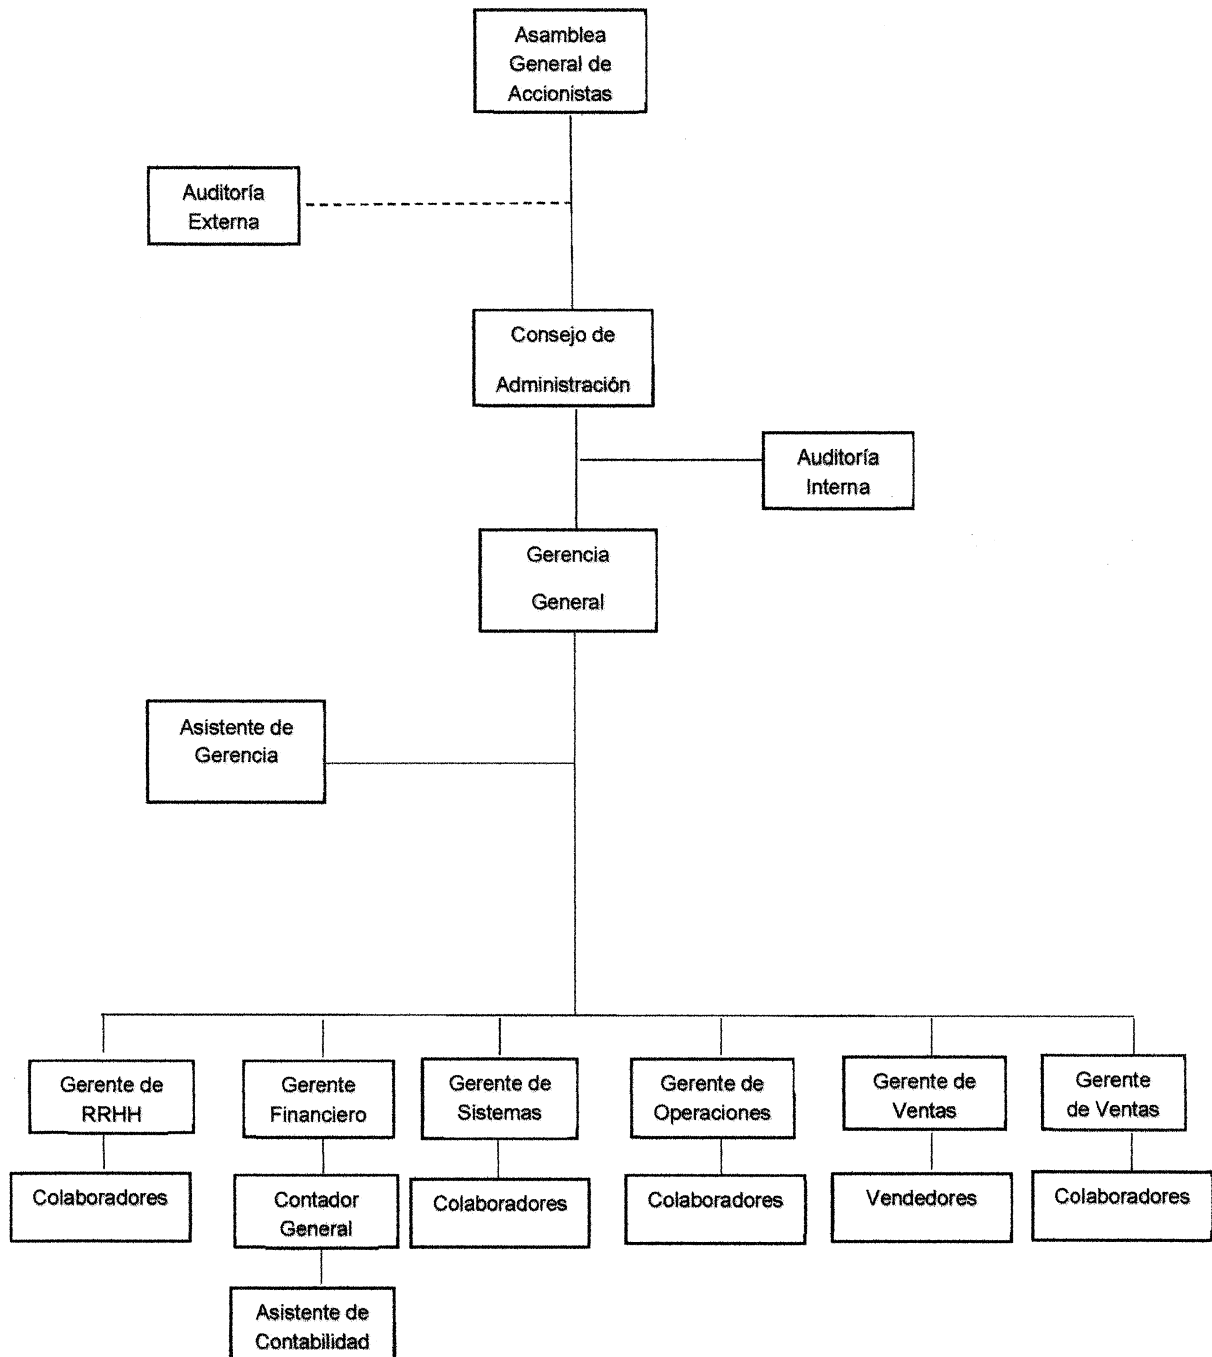 Asamblea
General de
Accionistas
Auditoría
Externa
Consejo de
Administración
Auditoría
Interna
Gerencia
General
Asistente de
Gerencia
Gerente de
RRHH
Gerente
Financiero
Gerente de
Sistemas
Gerente de
Operaciones
Gerente de
Ventas
Gerente
de Ventas
Colaboradores
Contador
General
Colaboradores
Colaboradores
Vendedores
Colaboradores
Asistente de
Contabilidad